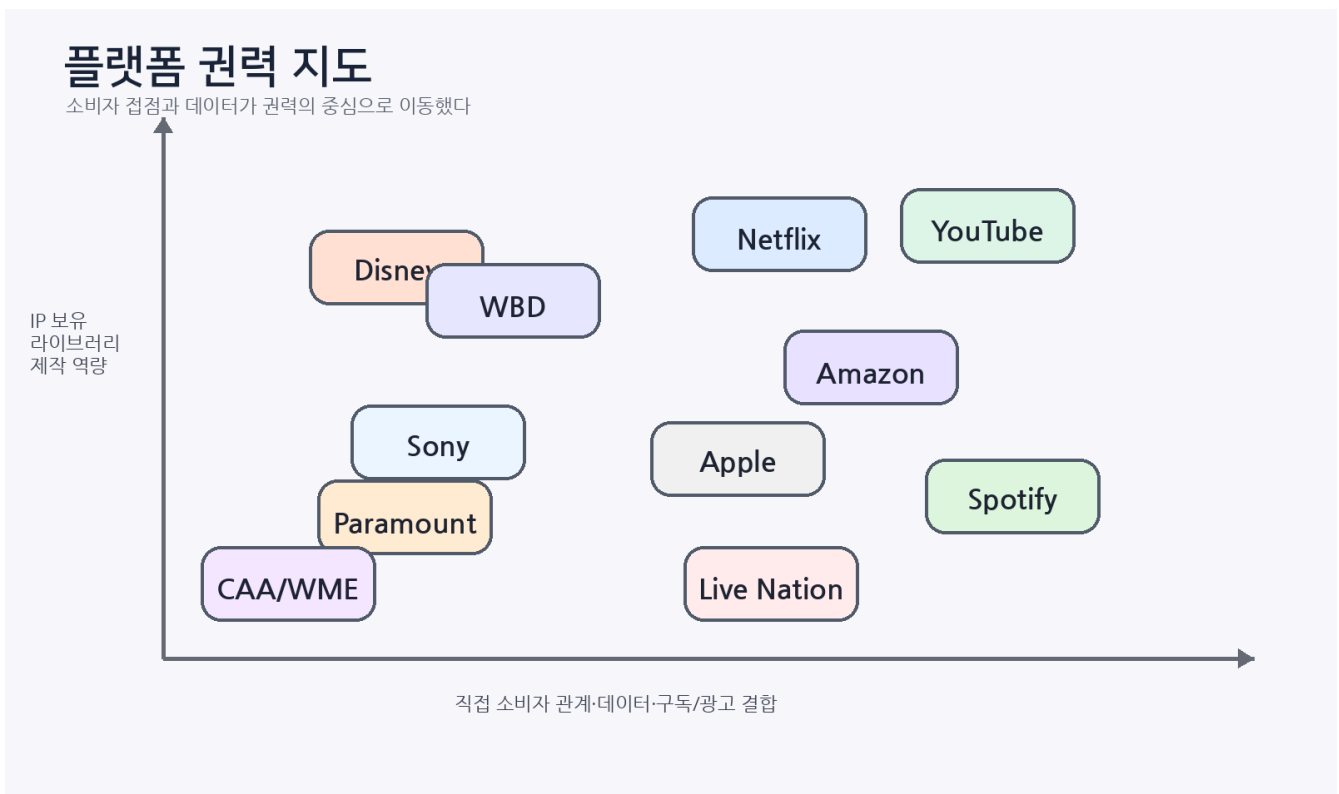 플랫폼 권력 지도
소비자 접점과 데이터가 권력의 중심으로 이동했다
Netflix
YouTube
Disney
WBD
IP 보유
라이브러리
제작 역량
Amazon
Sony
Apple
Spotify
Paramount
CAA/WME
Live Nation
직접 소비자 관계·데이터·구독/광고 결합